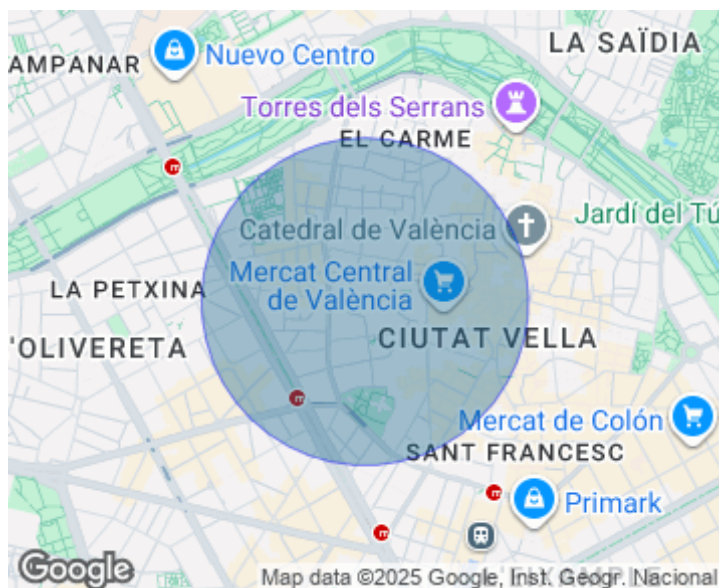 LA SAÏDIA
AMPANAR
Nuevo Centro
Torres dels Serrans
EL CARME
Catedral de València
Jardí del Tú
Mercat Central
de València
LA PETXINA
'OLIVERETA
CIUTAT VELLA
Mercat de Colón
SANT FRANCESC
Primark
Google
Map data ©2025 Google, Inst. Geogr. Nacional